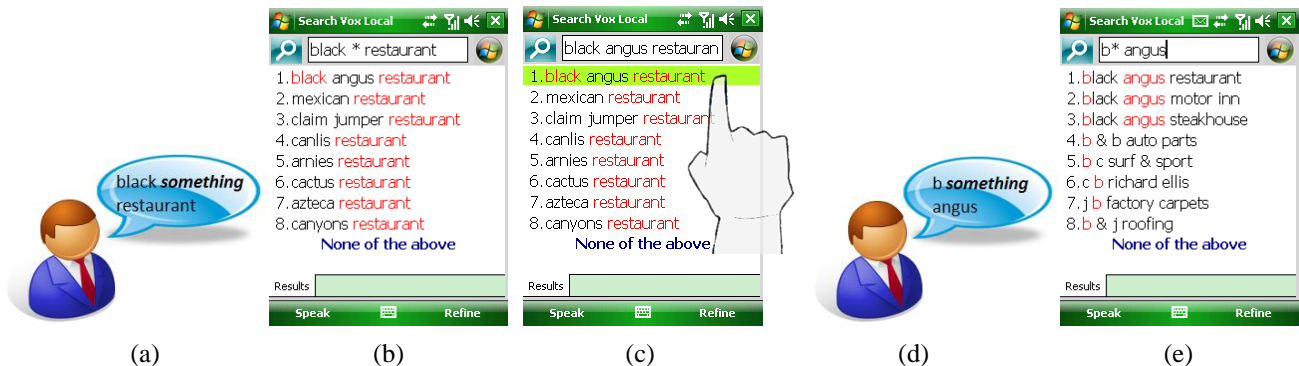 black something
restaurant
(a)
Search Vox Local
black * restaurant
1.black angus restaurant
2.mexican restaurant
3.claim jumper restaurant
4.canlis restaurant
5.arnies restaurant
6.cactus restaurant
7.azteca restaurant
8.canyons restaurant
None of the above
Results
Speak Refine
(b)
Search Vox Local
black angus restauran
1.black angus restaurant
2.mexican restaurant
3.claim jumper restaurant
4.canlis restaurant
5.arnies restaurant
6.cactus restaurant
7.azteca restaurant
8.canyons restaurant
None of the above
Results
Speak Refine
(c)
b something
angus
(d)
Search Vox Local
b* angus
1.black angus restaurant
2.black angus motor inn
3.black angus steakhouse
4.b & b auto parts
5.b c surf & sport
6.c b richard ellis
7.j b factory carpets
8.b & j roofing
None of the above
Results
Speak Refine
(e)